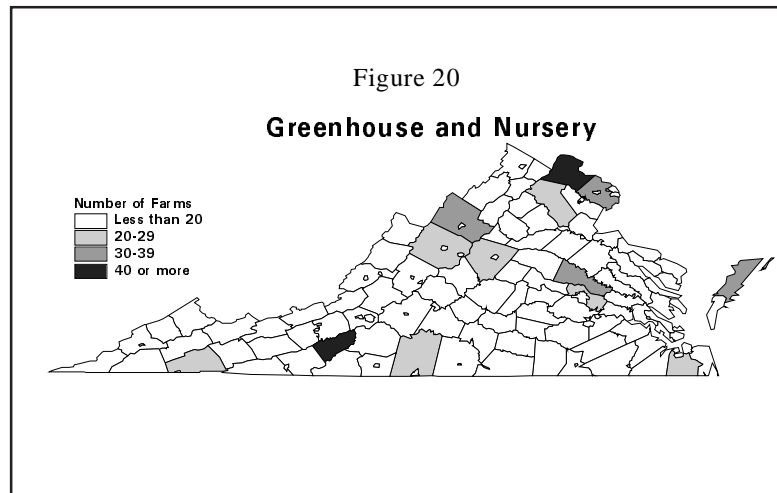 Figure 20
Greenhouse and Nursery
Number of Farms
Less than 20
20-29
30-39
40 or more